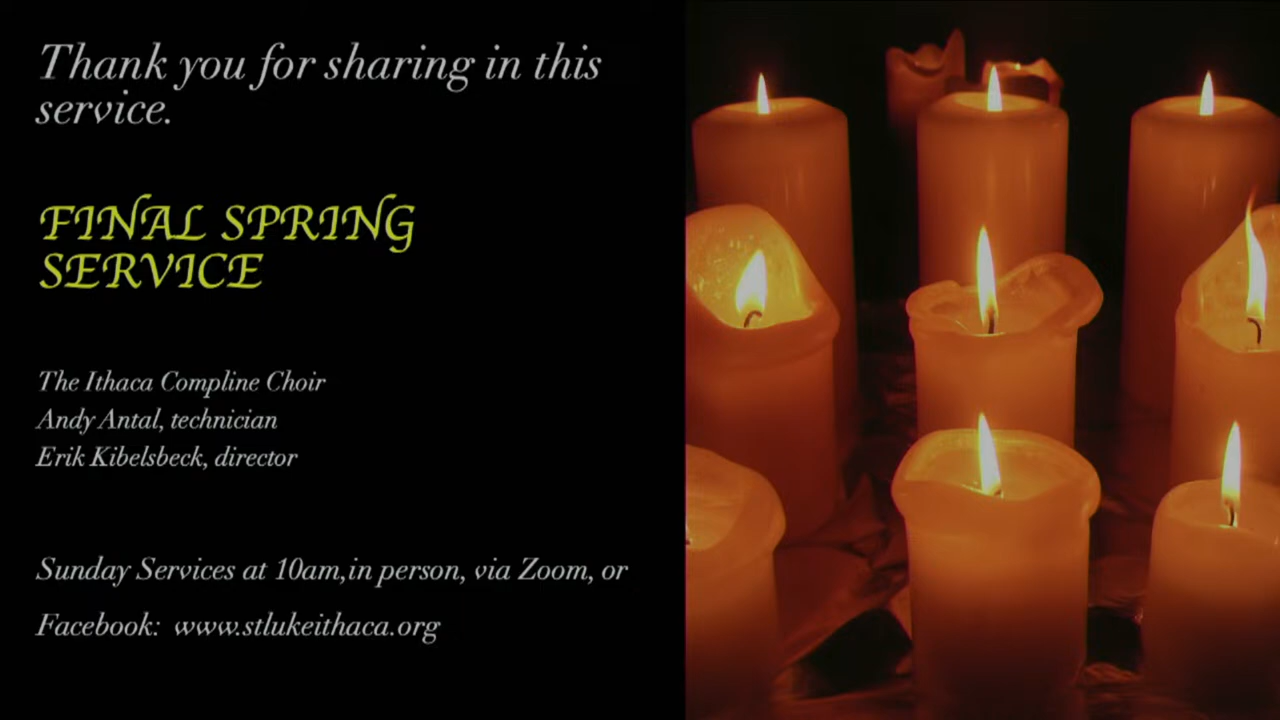 Thank you for sharing in this
service.
FINAL SPRING
SERVICE
The Ithaca Compline Choir
Andy Antal, technician
Erik Kibelsbeck, director
Sunday Services at 10am,in person, via Zoom, or
Facebook: www.stlukeithaca.org